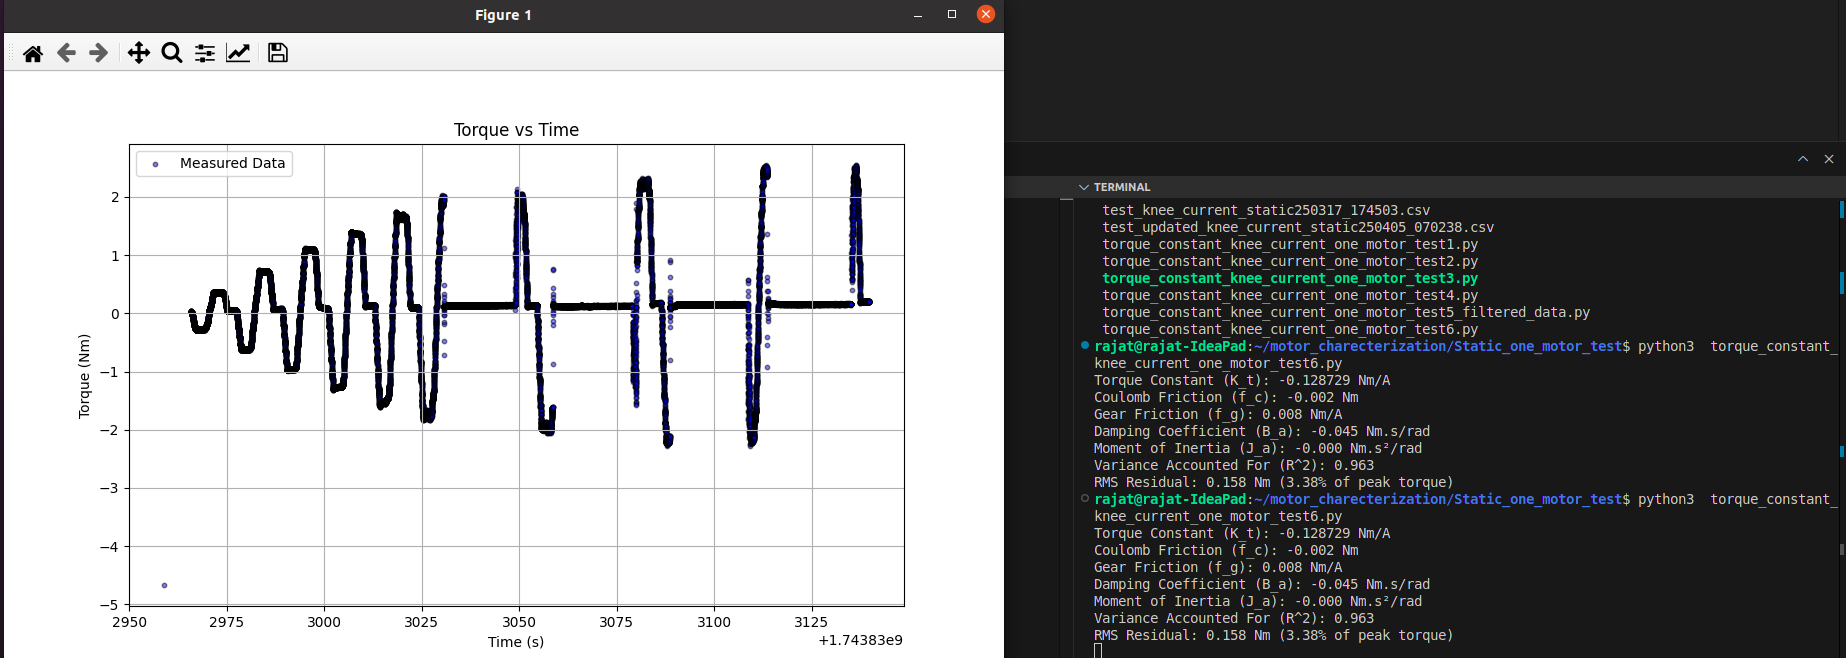 Figure 1
Torque vs Time
Measured Data
Torque (Nm)
2
1
0
−1
−2
−3
−4
−5
2950 2975 3000 3025 3050 3075 3100 3125
+1.74383e9
Time (s)
TERMINAL
test_knee_current_static250317_174503.csv
test_updated_knee_current_static250405_070238.csv
torque_constant_knee_current_one_motor_test1.py
torque_constant_knee_current_one_motor_test2.py
torque_constant_knee_current_one_motor_test3.py
torque_constant_knee_current_one_motor_test4.py
torque_constant_knee_current_one_motor_test5_filtered_data.py
torque_constant_knee_current_one_motor_test6.py
rajat@rajat-IdeaPad:~/motor_charecterization/Static_one_motor_test$ python3  torque_constant_
knee_current_one_motor_test6.py
Torque Constant (K_t): -0.128729 Nm/A
Coulomb Friction (f_c): -0.002 Nm
Gear Friction (f_g): 0.008 Nm/A
Damping Coefficient (B_a): -0.045 Nm.s/rad
Moment of Inertia (J_a): -0.000 Nm.s²/rad
Variance Accounted For (R^2): 0.963
RMS Residual: 0.158 Nm (3.38% of peak torque)
rajat@rajat-IdeaPad:~/motor_charecterization/Static_one_motor_test$ python3  torque_constant_
knee_current_one_motor_test6.py
Torque Constant (K_t): -0.128729 Nm/A
Coulomb Friction (f_c): -0.002 Nm
Gear Friction (f_g): 0.008 Nm/A
Damping Coefficient (B_a): -0.045 Nm.s/rad
Moment of Inertia (J_a): -0.000 Nm.s²/rad
Variance Accounted For (R^2): 0.963
RMS Residual: 0.158 Nm (3.38% of peak torque)